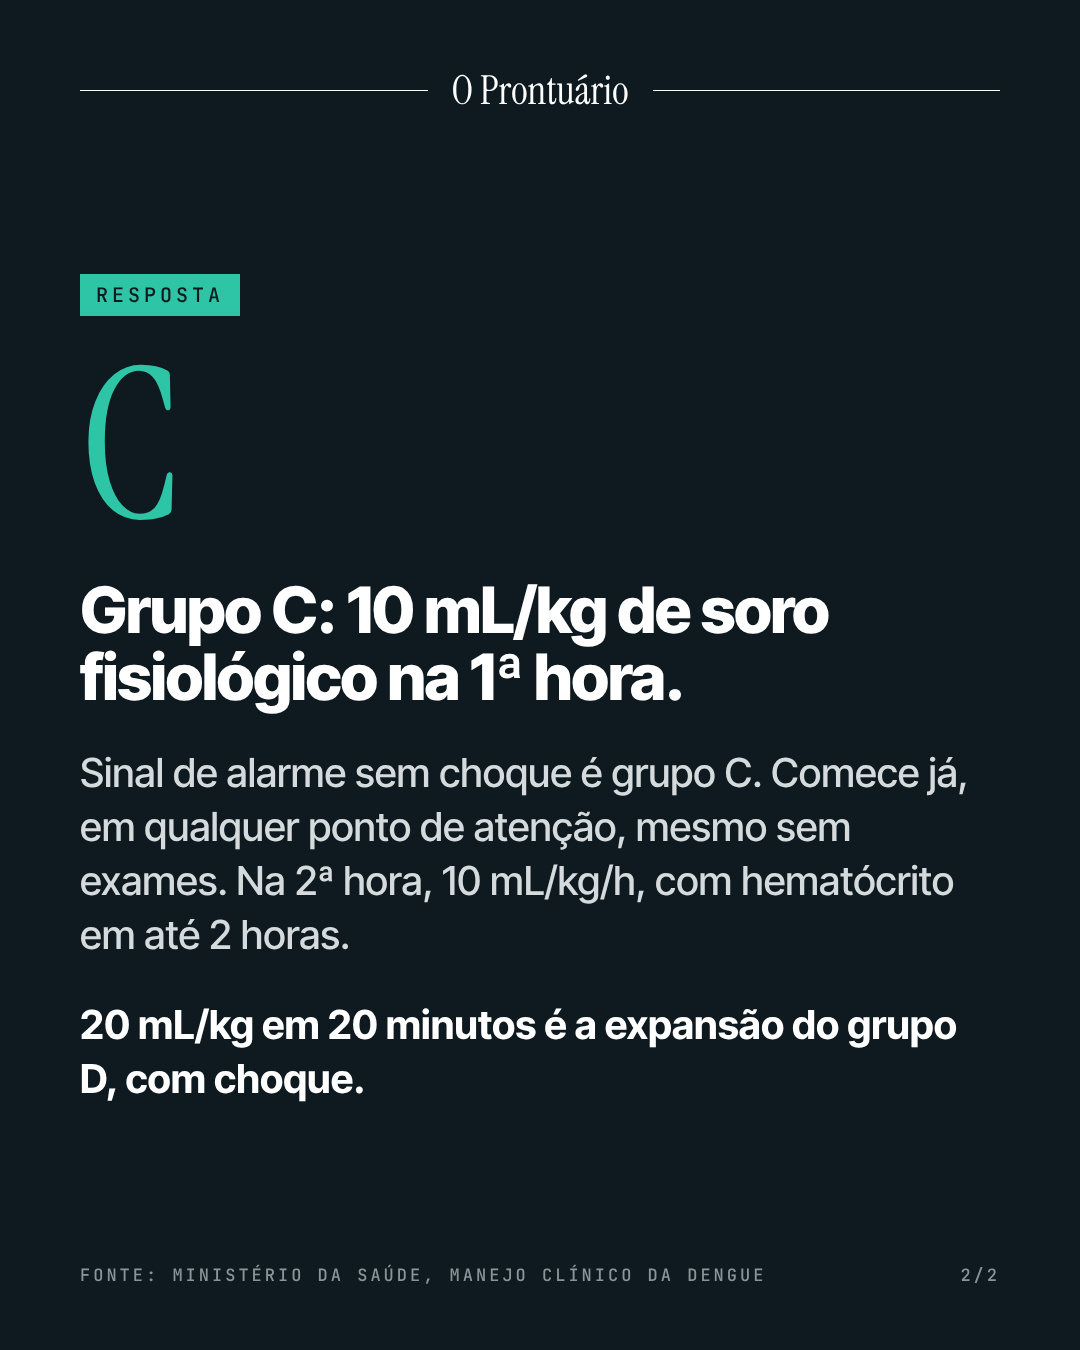 O Prontuário
RESPOSTA
C
Grupo C: 10 mL/kg de soro
fisiológico na 1ª hora.
Sinal de alarme sem choque é grupo C. Comece já,
em qualquer ponto de atenção, mesmo sem
exames. Na 2ª hora, 10 mL/kg/h, com hematócrito
em até 2 horas.
20 mL/kg em 20 minutos é a expansão do grupo
D, com choque.
FONTE: MINISTÉRIO DA SAÚDE, MANEJO CLÍNICO DA DENGUE
2/2